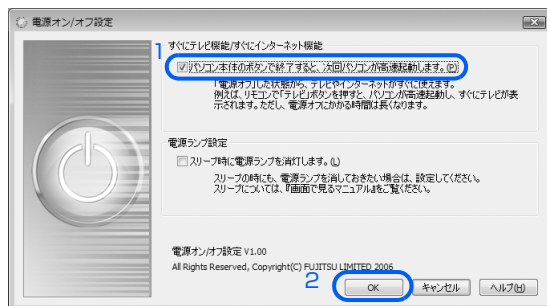 電源オン/オフ設定
すぐにテレビ機能/すぐにインターネット機能
1
パソコン本体のボタンで終了すると、次回パソコンが高速起動します。(P)
「電源オフ」した状態から、テレビやインターネットがすぐに使えます。
例えば、リモコンで「テレビ」ボタンを押すと、パソコンが高速起動し、すぐにテレビが表
示されます。ただし、電源オフにかかる時間は長くなります。
電源ランプ設定
スリープ時に電源ランプを消灯します。(L)
スリープの時にも、電源ランプを消しておきたい場合は、設定してください。
スリープについては、『画面で見るマニュアル』をご覧ください。
電源オン/オフ設定 V1.00
All Rights Reserved, Copyright(C) FUJITSU LIMITED 2006
2
OK キャンセル ヘルプ(H)